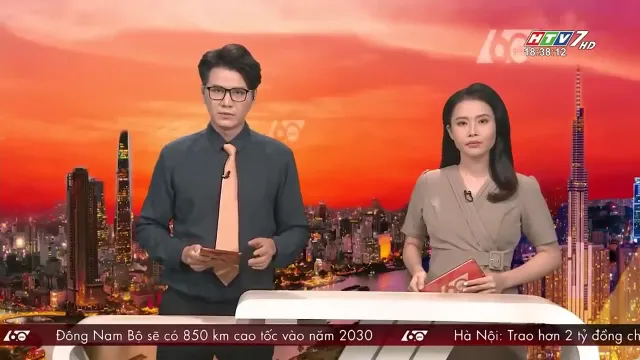 HTV7 HD
18:38:12
Đông Nam Bộ sẽ có 850 km cao tốc vào năm 2030 60 Hà Nội: Trao hơn 2 tỷ đồng ch